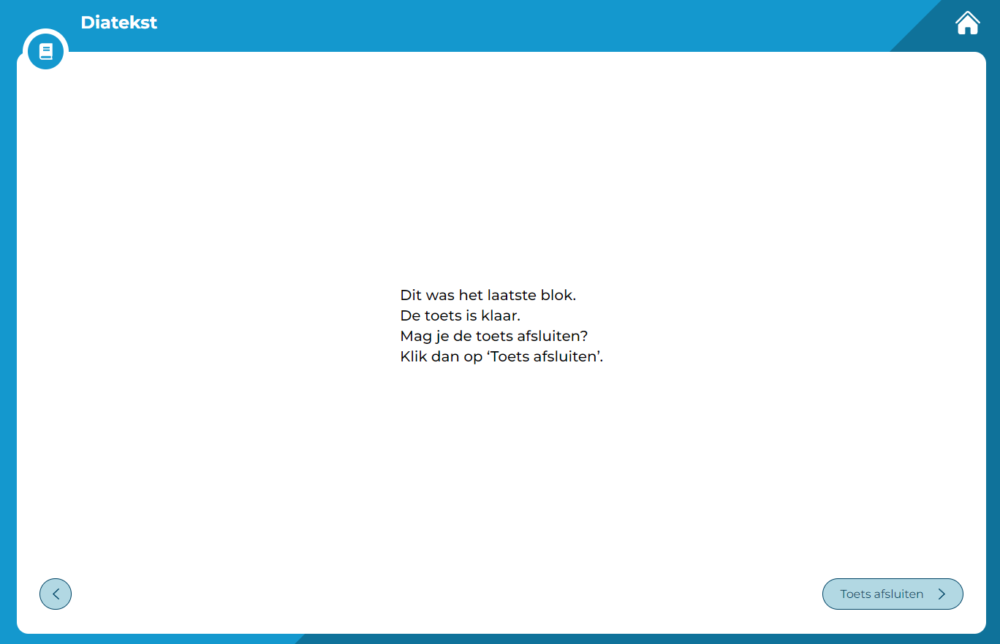 Diatekst
Dit was het laatste blok.
De toets is klaar.
Mag je de toets afsluiten?
Klik dan op ‘Toets afsluiten’.
Toets afsluiten